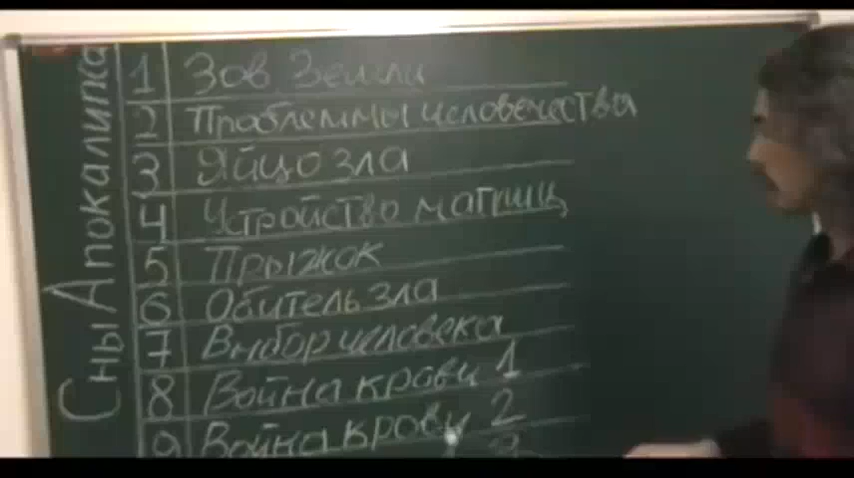 Сны Апокалипса
1 Зов Земли
2 Проблеммы человечества
3 Яйцо зла
4 Устройство матриц
5 Прыжок
6 Обитель зла
7 Выбор человека
8 Война крови 1
9 Война крови 2